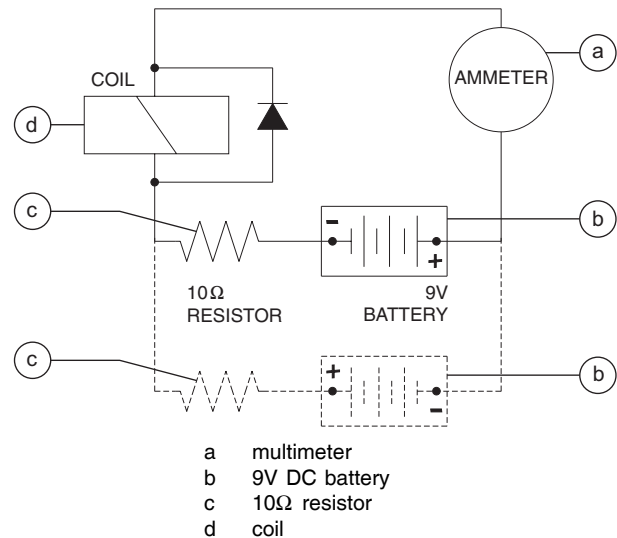 a
COIL
AMMETER
d
c
b
- +
10Ω 9V
RESISTOR BATTERY
c
b
+ -
a multimeter
b 9V DC battery
c 10Ω resistor
d coil